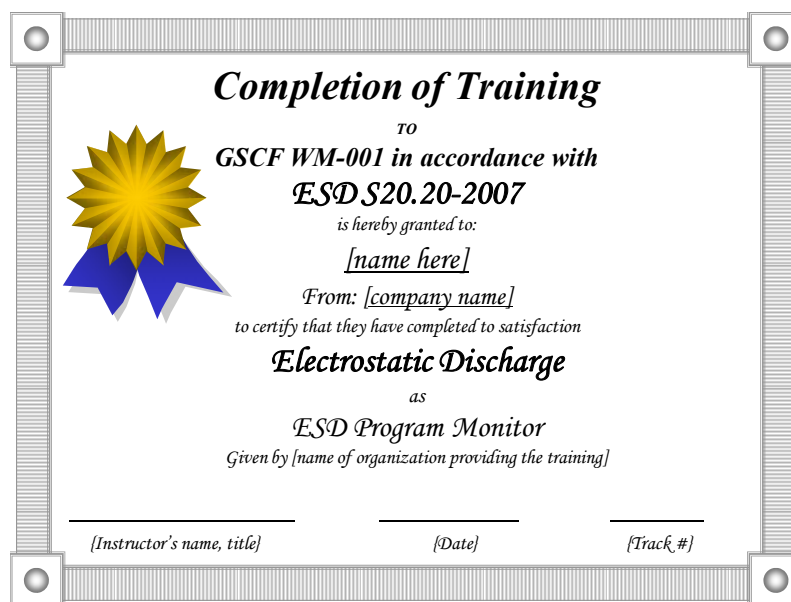 Completion of Training
TO
GSCF WM-001 in accordance with
ESD S20.20-2007
is hereby granted to:
[name here]
From: [company name]
to certify that they have completed to satisfaction
Electrostatic Discharge
as
ESD Program Monitor
Given by [name of organization providing the training]
{Instructor's name, title} {Date} {Track #}